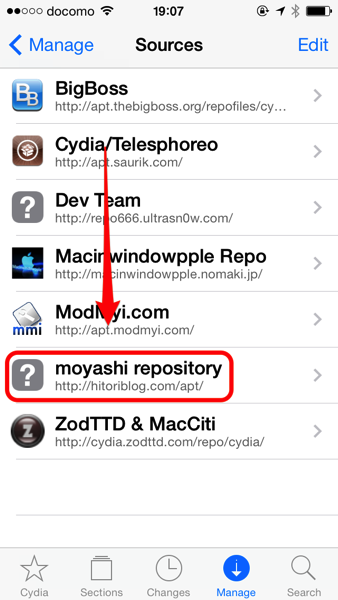 docomo 19:07
Manage Sources Edit
BigBoss
http://apt.thebigboss.org/repofiles/cy...
Cydia/Telesphoreo
http://apt.saurik.com/
Dev Team
http://repo666.ultrasn0w.com/
Macinwindowpple Repo
http://macinwindowpple.nomaki.jp/
ModMyi.com
http://apt.modmyi.com/
mmi
moyashi repository
http://hitoriblog.com/apt/
ZodTTD & MacCiti
http://cydia.zodttd.com/repo/cydia/
Cydia Sections Changes Manage Search